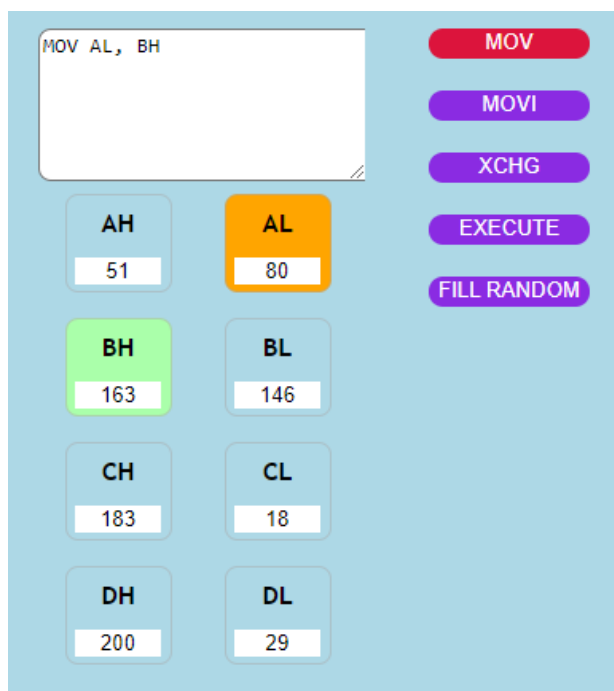 MOV AL, BH
MOV
MOVI
XCHG
EXECUTE
FILL RANDOM
AH
51
AL
80
BH
163
BL
146
CH
183
CL
18
DH
200
DL
29